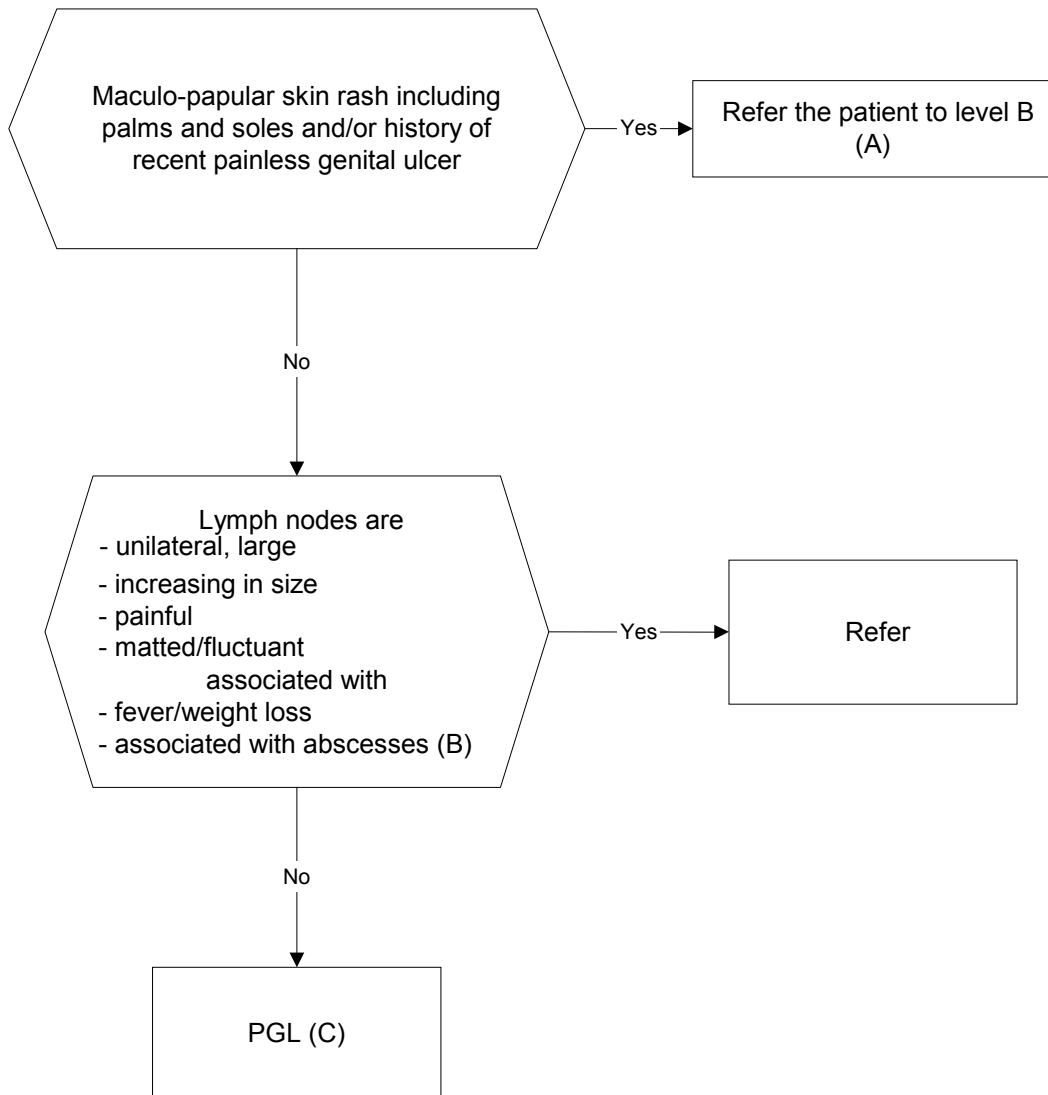 Maculo-papular skin rash including
palms and soles and/or history of
recent painless genital ulcer
Yes
Refer the patient to level B
(A)
No
Lymph nodes are
- unilateral, large
- increasing in size
- painful
- matted/fluctuant
associated with
- fever/weight loss
- associated with abscesses (B)
Yes
Refer
No
PGL (C)